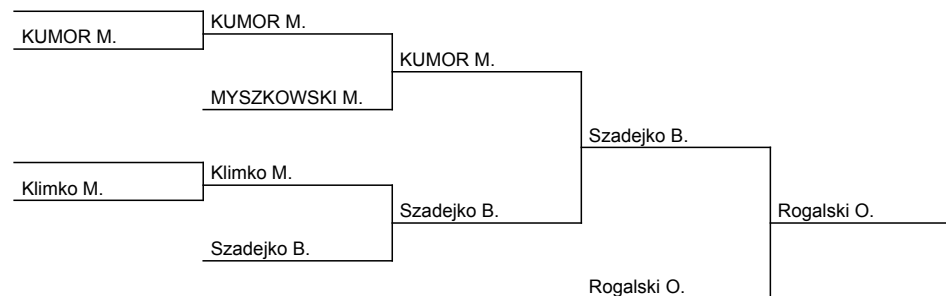 KUMOR M.
KUMOR M.
KUMOR M.
MYSZKOWSKI M.
Szadejko B.
Klimko M.
Klimko M.
Szadejko B.
Rogalski O.
Szadejko B.
Rogalski O.